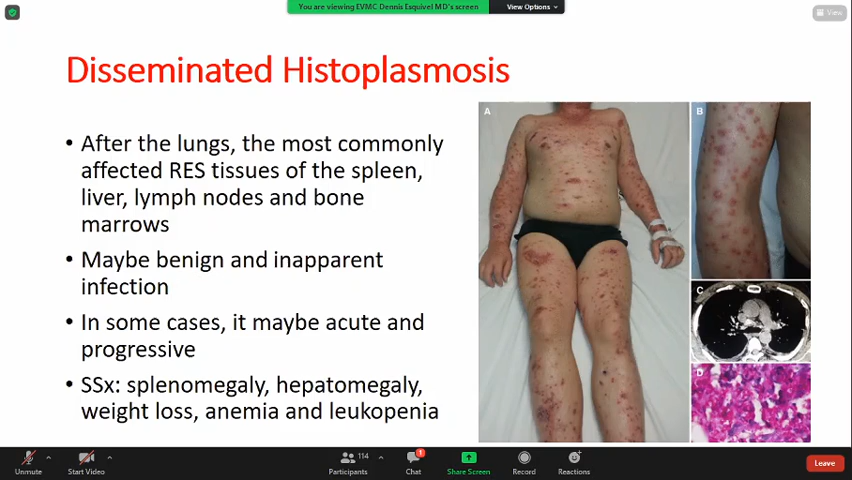 You are viewing EVMC Dennis Esquivel MD's screen
View Options
View
Disseminated Histoplasmosis
• After the lungs, the most commonly
affected RES tissues of the spleen,
liver, lymph nodes and bone
marrows
• Maybe benign and inapparent
infection
• In some cases, it maybe acute and
progressive
• SSx: splenomegaly, hepatomegaly,
weight loss, anemia and leukopenia
A
B
C
D
Unmute
Start Video
114
Participants
1
Chat
Share Screen
Record
Reactions
Leave